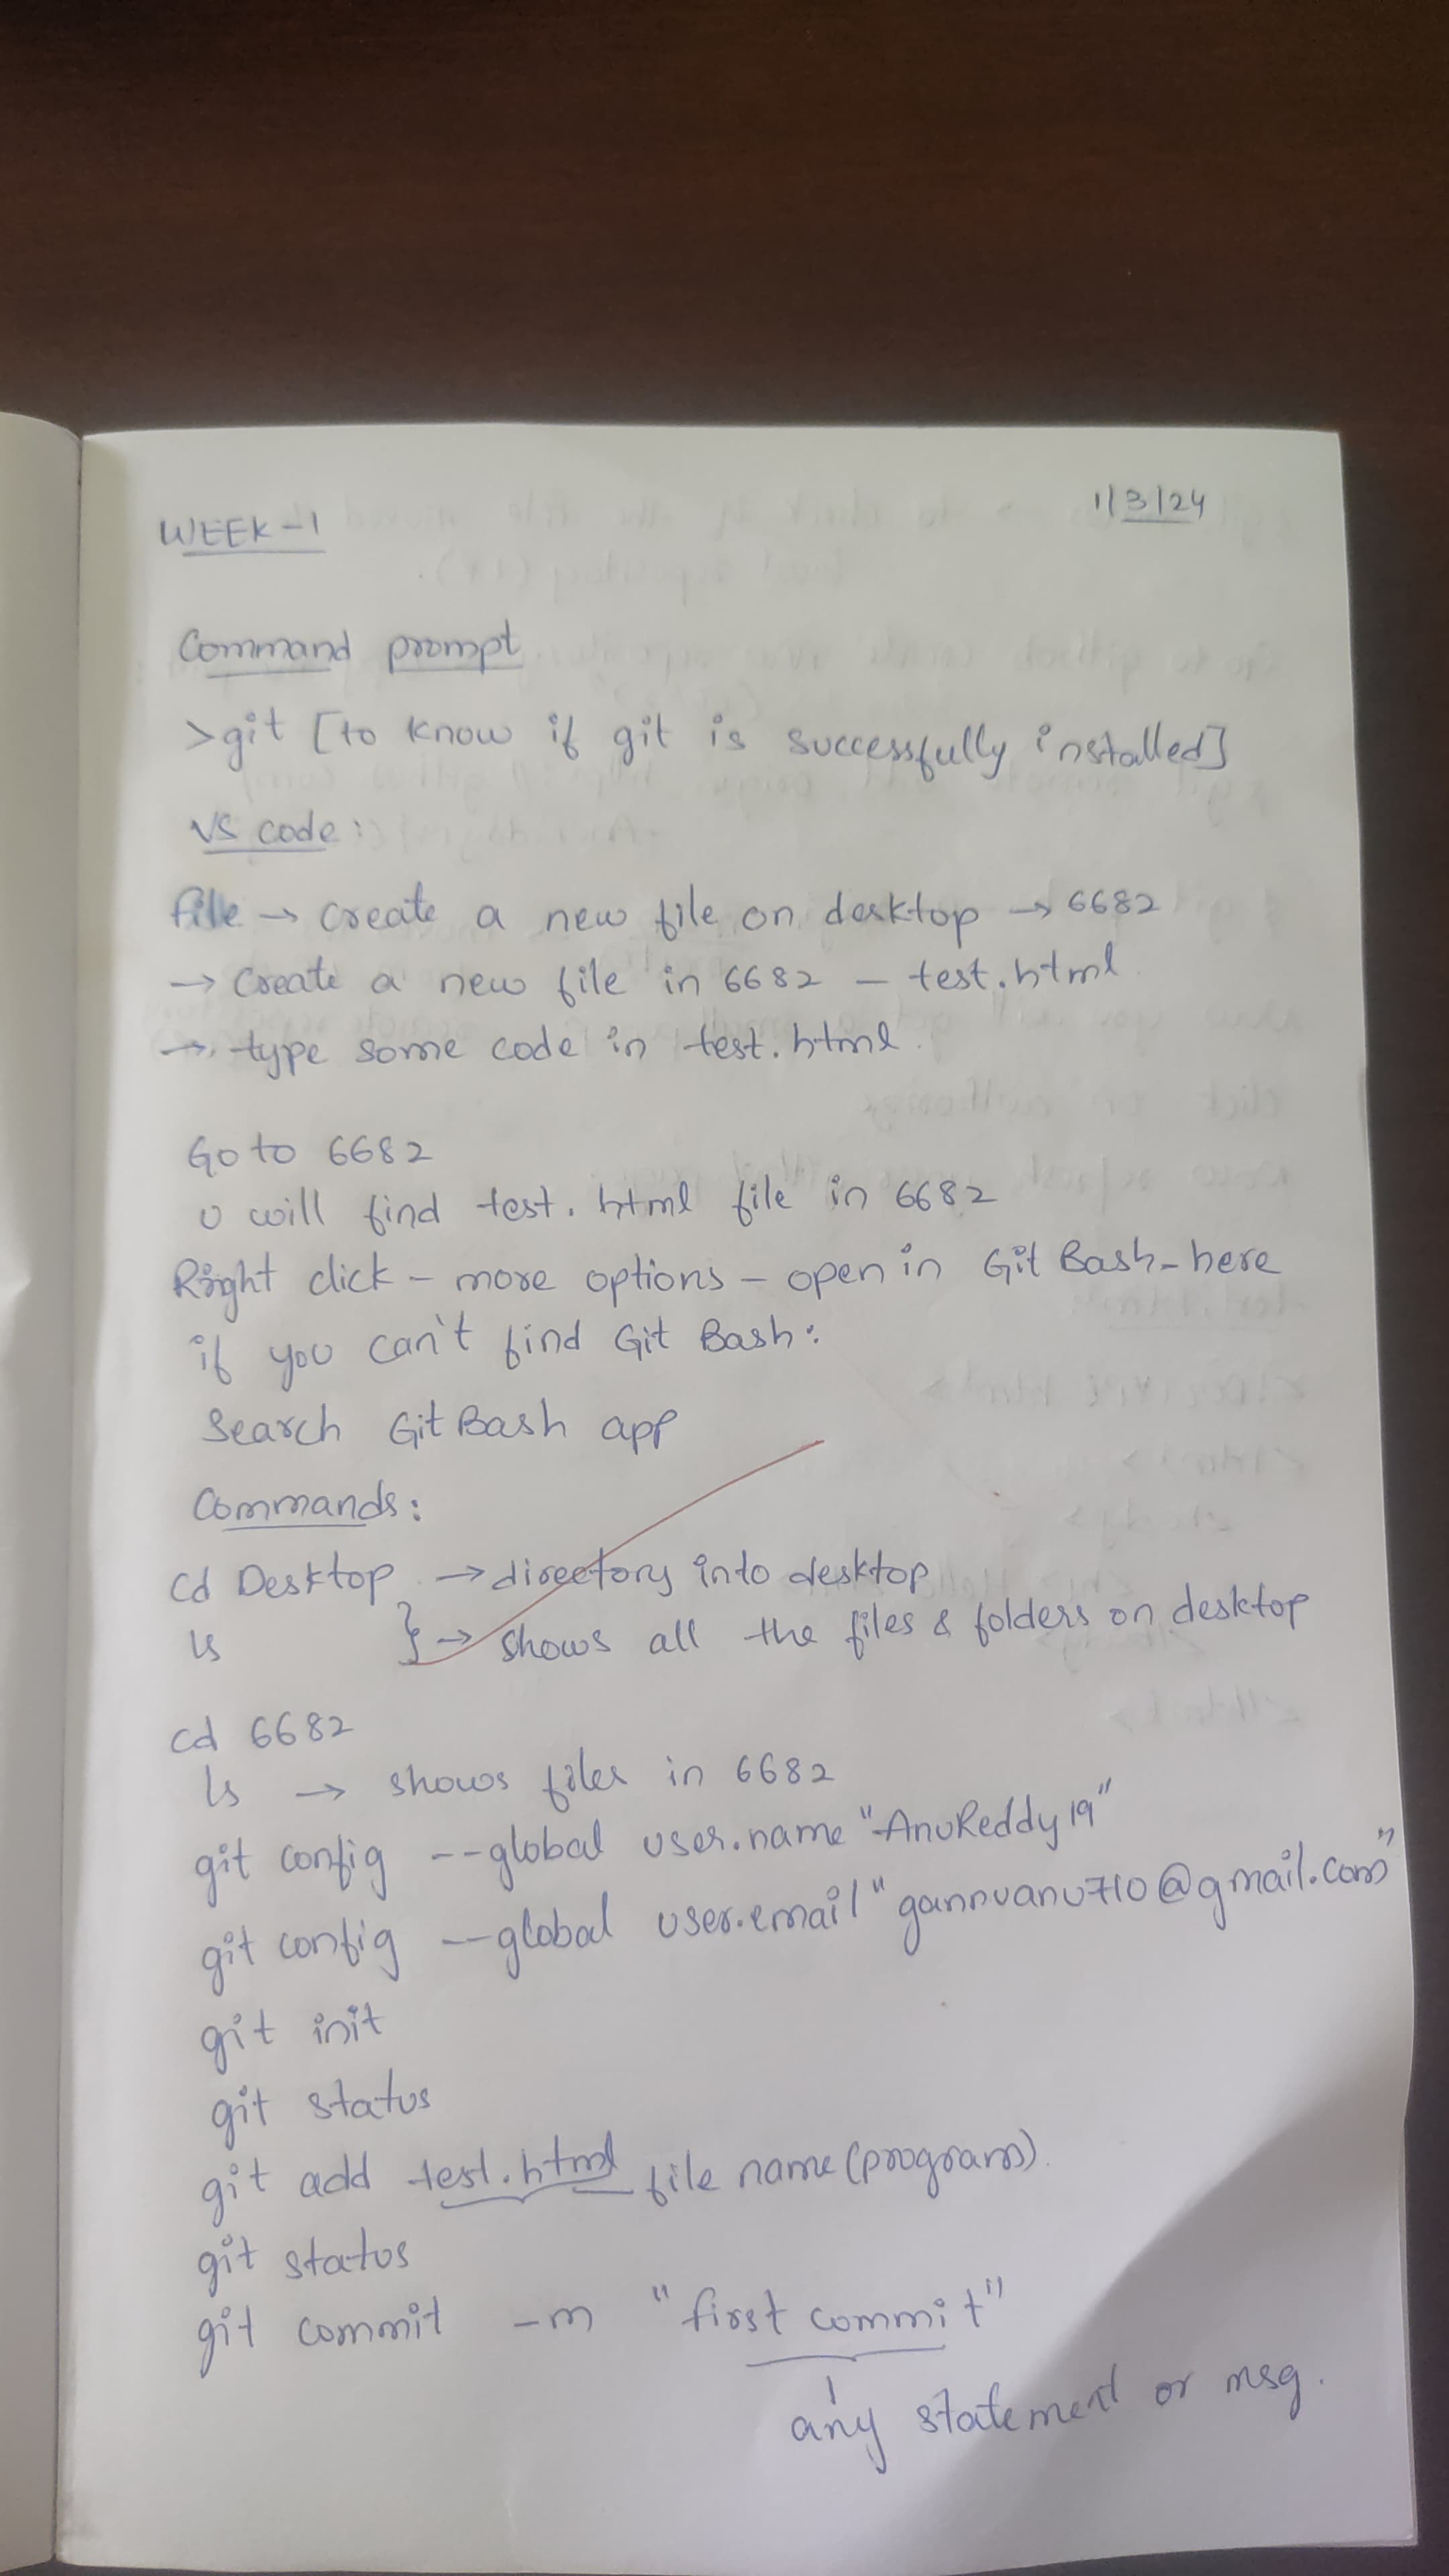 WEEK-1
1/3/24
Command prompt
>git [to know if git is successfully installed]
VS code:
file → create a new file on desktop → 6682
→ Create a new file in 6682 – test.html
→ type some code in test.html.
Go to 6682
u will find test.html file in 6682
Right click – more options – open in Git Bash-here
if you can't find Git Bash:
Search Git Bash app
Commands:
cd Desktop → directory into desktop
ls } → shows all the files & folders on desktop
cd 6682
ls → shows files in 6682
git config --global user.name "AnuReddy19"
git config --global user.email "gannuanu710@gmail.com"
git init
git status
git add test.html file name (program).
git status
git commit -m "first commit"
any statement or msg.